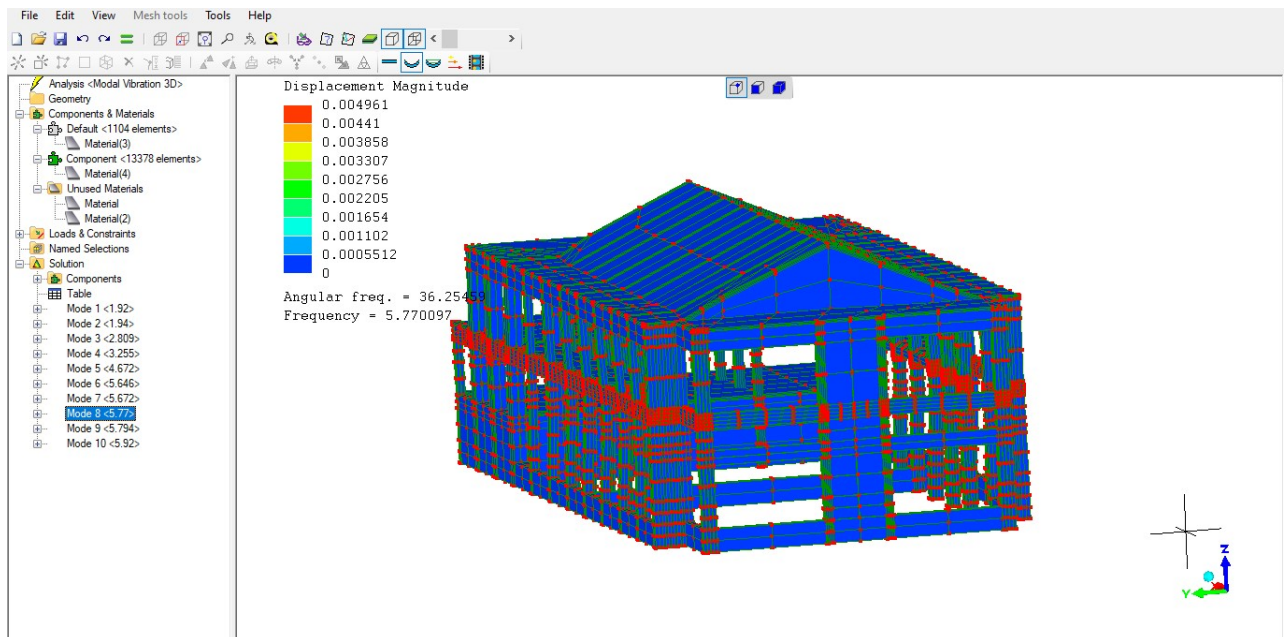 File Edit View Mesh tools Tools Help
Analysis <Modal Vibration 3D>
Geometry
Components & Materials
Default <1104 elements>
Material(3)
Component <13378 elements>
Material(4)
Unused Materials
Material
Material(2)
Loads & Constraints
Named Selections
Solution
Components
Table
Mode 1 <1.92>
Mode 2 <1.94>
Mode 3 <2.809>
Mode 4 <3.255>
Mode 5 <4.672>
Mode 6 <5.646>
Mode 7 <5.672>
Mode 8 <5.77>
Mode 9 <5.794>
Mode 10 <5.92>
Displacement Magnitude
0.004961
0.00441
0.003858
0.003307
0.002756
0.002205
0.001654
0.001102
0.0005512
0
Angular freq. = 36.25459
Frequency = 5.770097
Z
Y